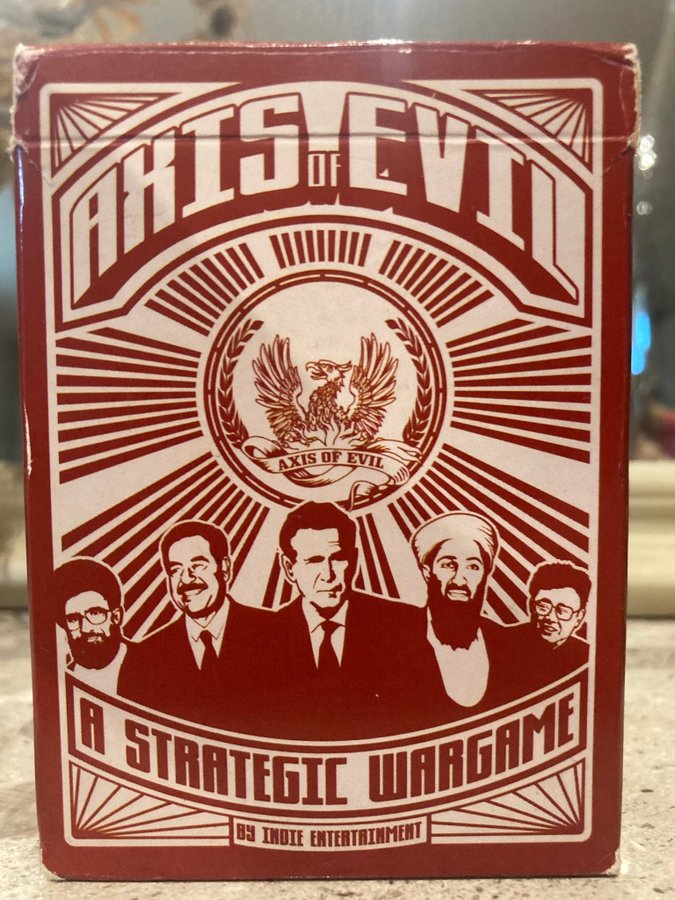 AXIS OF EVIL
AXIS OF EVIL
A STRATEGIC WARGAME
BY INDIE ENTERTAINMENT